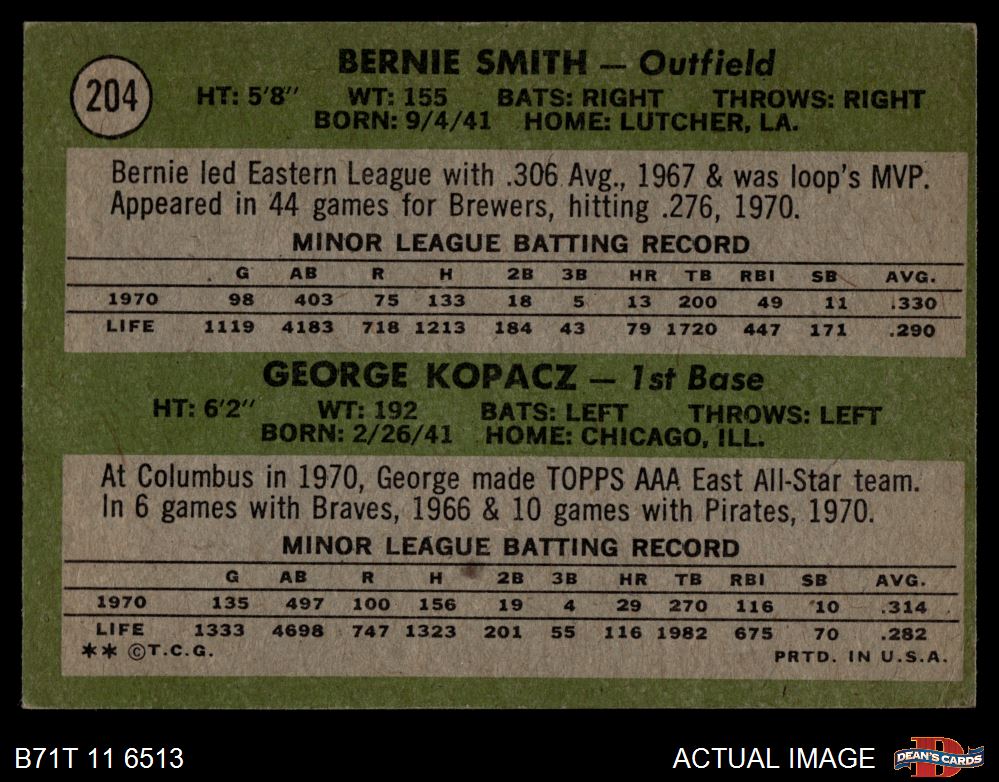 204
BERNIE SMITH — Outfield
HT: 5'8" WT: 155 BATS: RIGHT THROWS: RIGHT
BORN: 9/4/41 HOME: LUTCHER, LA.
Bernie led Eastern League with .306 Avg., 1967 & was loop's MVP.
Appeared in 44 games for Brewers, hitting .276, 1970.
MINOR LEAGUE BATTING RECORD
G AB R H 2B 3B HR TB RBI SB AVG.
1970 98 403 75 133 18 5 13 200 49 11 .330
LIFE 1119 4183 718 1213 184 43 79 1720 447 171 .290
GEORGE KOPACZ — 1st Base
HT: 6'2" WT: 192 BATS: LEFT THROWS: LEFT
BORN: 2/26/41 HOME: CHICAGO, ILL.
At Columbus in 1970, George made TOPPS AAA East All-Star team.
In 6 games with Braves, 1966 & 10 games with Pirates, 1970.
MINOR LEAGUE BATTING RECORD
G AB R H 2B 3B HR TB RBI SB AVG.
1970 135 497 100 156 19 4 29 270 116 10 .314
LIFE 1333 4698 747 1323 201 55 116 1982 675 70 .282
** ©T.C.G. PRTD. IN U.S.A.
B71T 11 6513 ACTUAL IMAGE DEAN'S CARDS